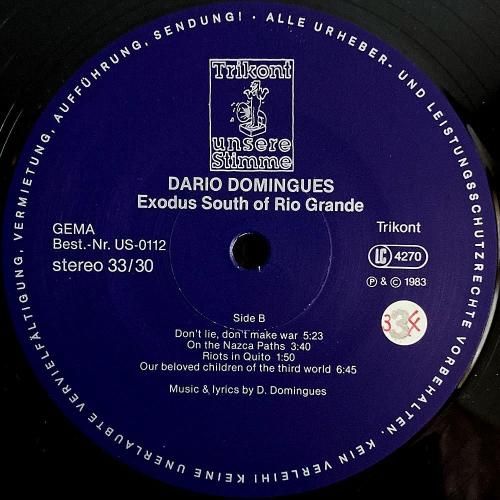 ALLE URHEBER- UND LEISTUNGSSCHUTZRECHTE VORBEHALTEN. KEIN VERLEIH! KEINE UNERLAUBTE VERVIELFÄLTIGUNG, VERMIETUNG, AUFFÜHRUNG, SENDUNG! ·
Trikont
unsere
Stimme
DARIO DOMINGUES
Exodus South of Rio Grande
GEMA
Best.-Nr. US-0112
stereo 33/30
Trikont
LC 4270
Ⓟ & © 1983
Side B
Don't lie, don't make war 5:23
On the Nazca Paths 3:40
Riots in Quito 1:50
Our beloved children of the third world 6:45
Music & lyrics by D. Domingues